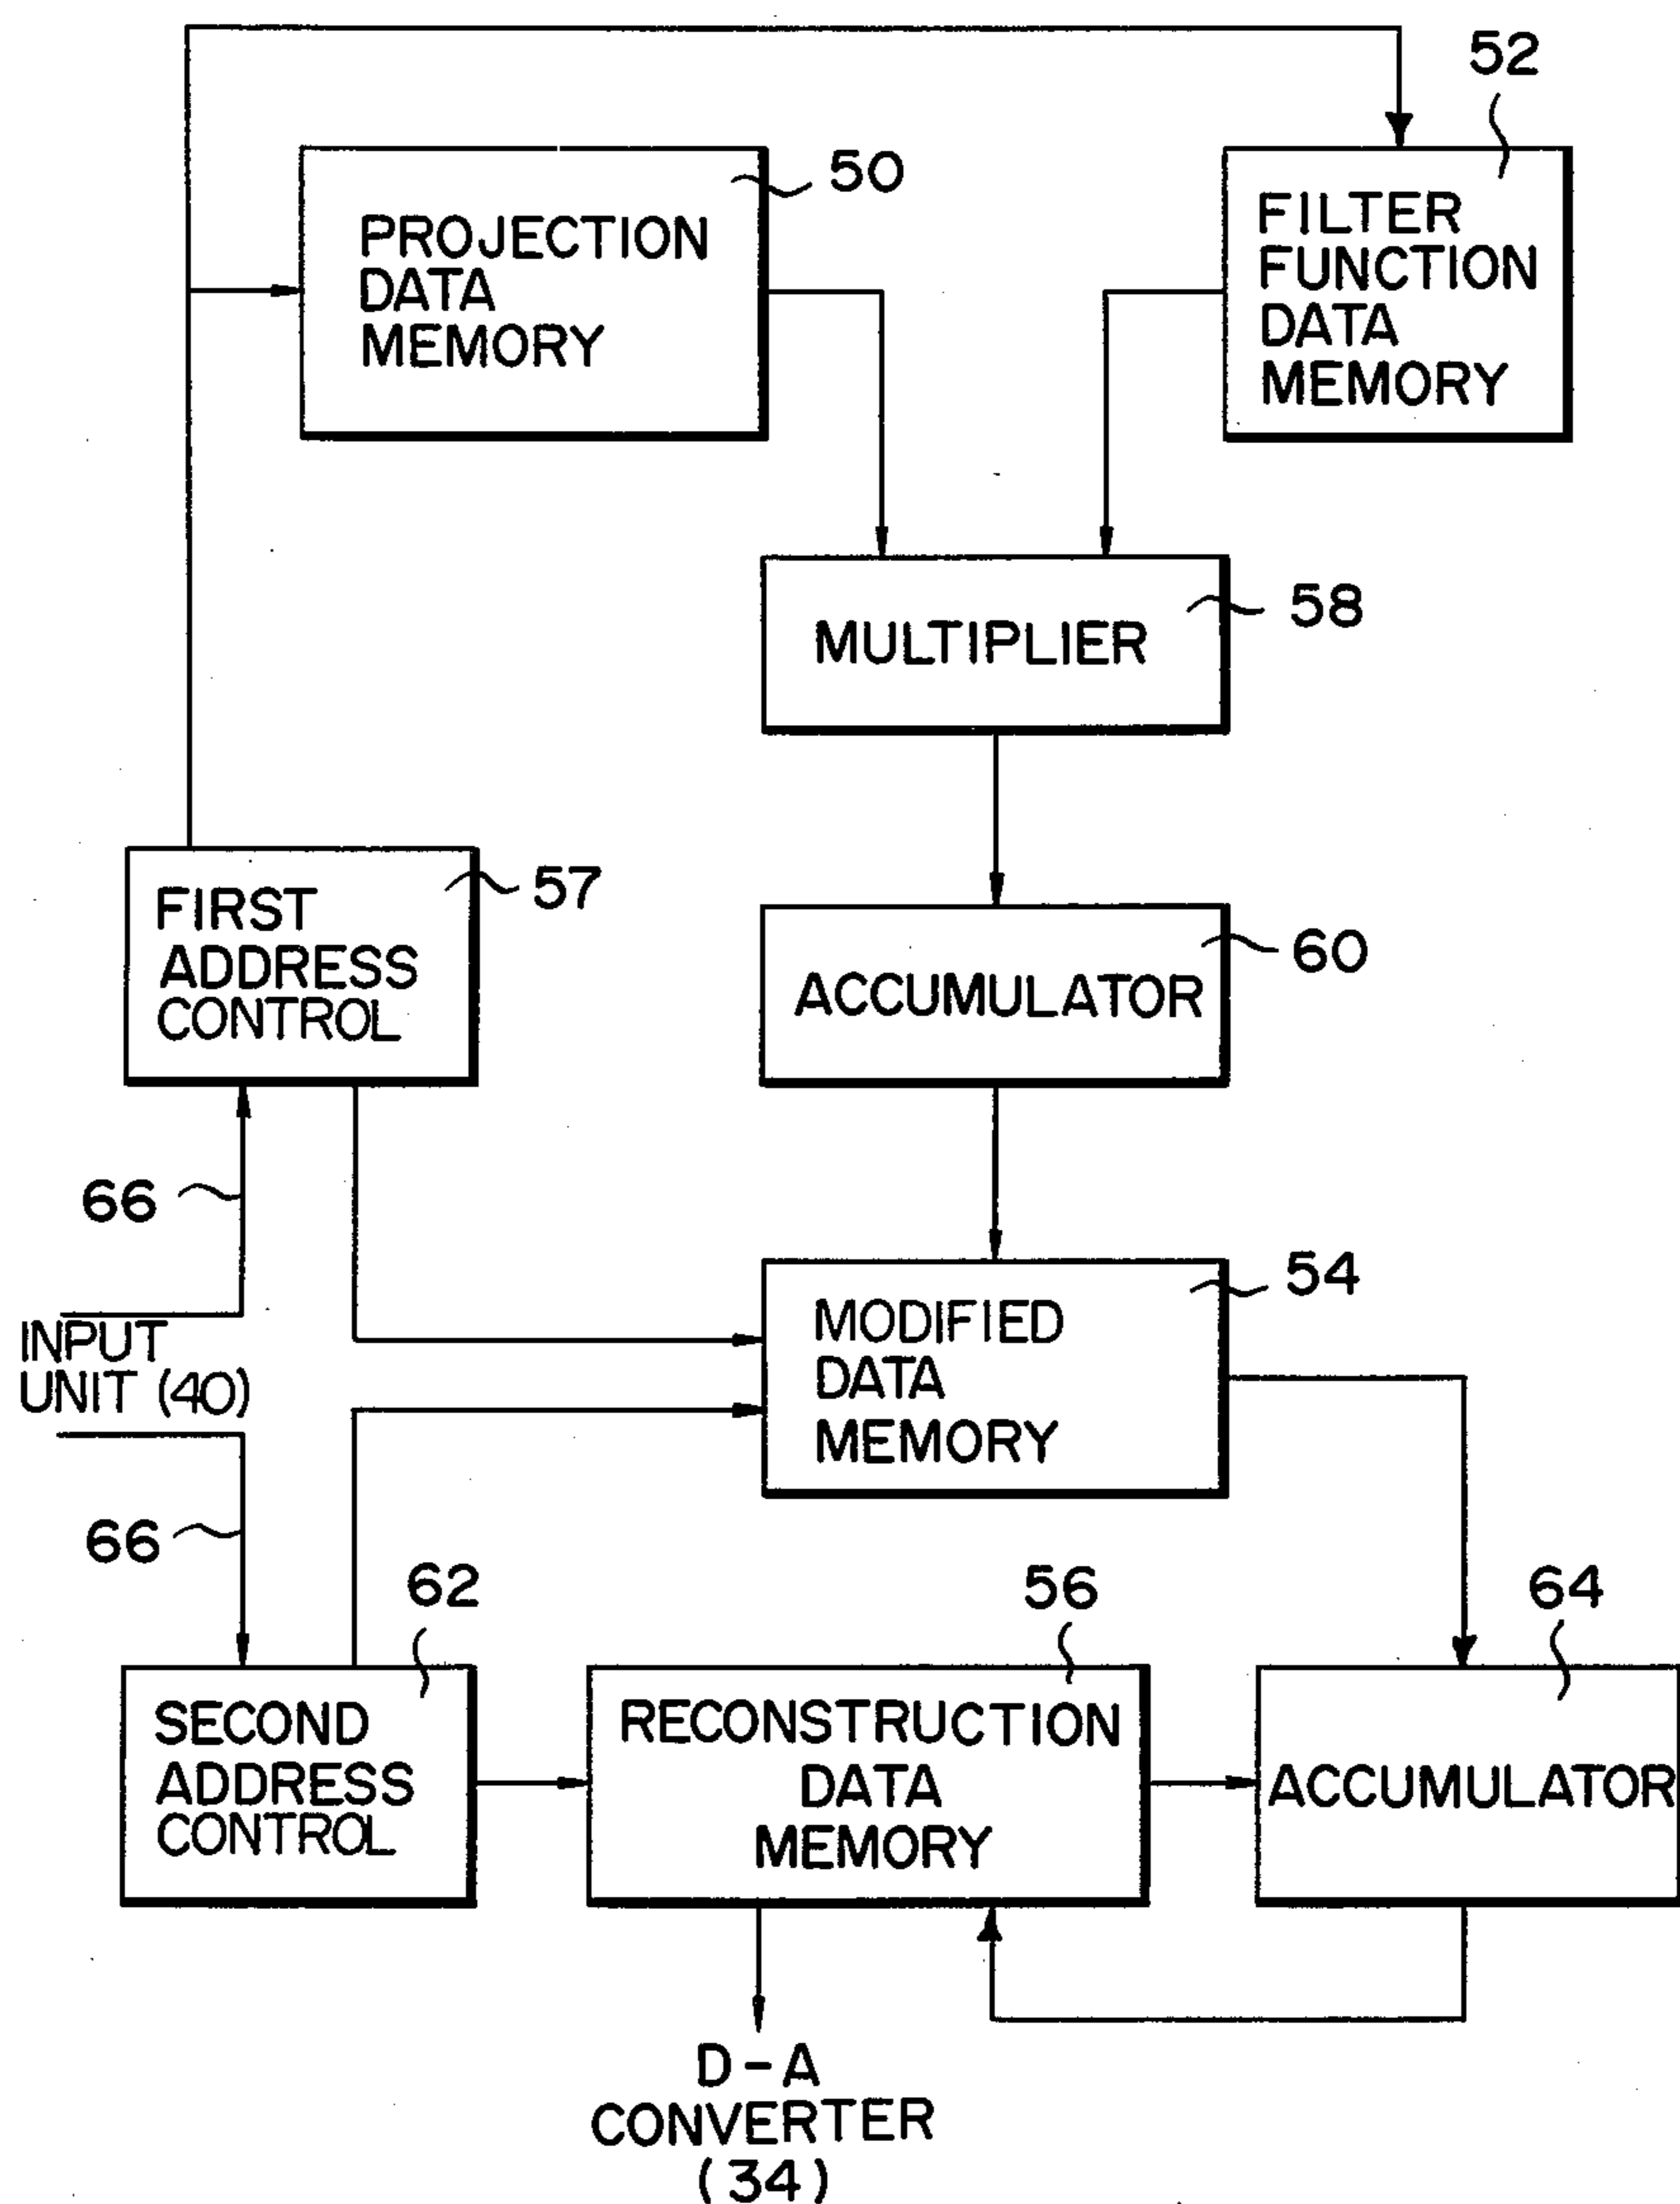 52
50
PROJECTION
DATA
MEMORY
FILTER
FUNCTION
DATA
MEMORY
58
MULTIPLIER
57
FIRST
ADDRESS
CONTROL
60
ACCUMULATOR
66
INPUT
UNIT (40)
54
MODIFIED
DATA
MEMORY
66
62
56
64
SECOND
ADDRESS
CONTROL
RECONSTRUCTION
DATA
MEMORY
ACCUMULATOR
D-A
CONVERTER
(34)